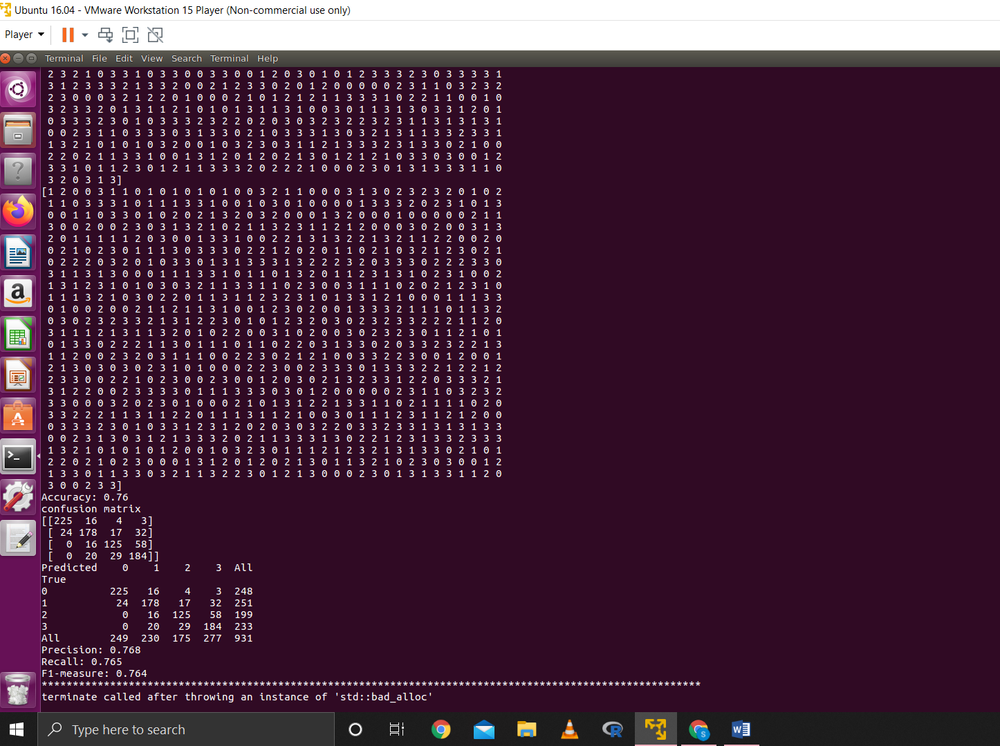 Ubuntu 16.04 - VMware Workstation 15 Player (Non-commercial use only)
Player
Terminal File Edit View Search Terminal Help
2 3 2 1 0 3 3 1 0 3 3 0 0 3 3 0 0 1 2 0 3 0 1 0 1 2 3 3 3 2 3 0 3 3 3 3 1
3 1 2 3 3 3 2 1 3 3 2 0 0 2 1 2 3 3 0 2 0 1 2 0 0 0 0 0 2 3 1 1 0 3 2 3 2
2 3 0 0 0 3 2 1 2 2 0 1 0 0 0 2 1 0 1 2 1 2 1 1 3 3 3 1 0 2 2 1 1 0 0 1 0
3 2 3 3 2 0 1 3 1 1 2 1 0 1 0 1 3 1 1 3 1 0 0 3 0 1 1 3 1 3 0 3 3 1 2 0 1
0 3 3 3 2 3 0 1 0 3 3 3 2 3 2 2 0 2 0 3 0 3 2 3 2 2 3 2 3 1 1 3 1 3 1 3 1
0 0 2 3 1 1 0 3 3 3 0 3 1 3 3 0 2 1 0 3 3 3 1 3 0 3 2 1 3 1 1 3 3 2 3 3 1
1 3 2 1 0 1 0 1 0 3 2 0 0 1 0 3 2 3 0 3 1 1 2 1 3 3 3 2 3 1 3 3 0 2 1 0 0
2 2 0 2 1 1 3 3 1 0 0 1 3 1 2 0 1 2 0 2 1 3 0 1 2 1 2 1 0 3 3 0 3 0 0 1 2
3 3 1 0 1 1 2 3 0 1 2 1 1 3 3 3 2 0 2 2 2 1 0 0 0 2 3 0 1 3 1 3 3 3 1 1 0
3 2 0 3 1 3]
[1 2 0 0 3 1 1 0 1 0 1 0 1 0 1 0 0 3 2 1 1 0 0 0 3 1 3 0 2 3 2 3 2 0 1 0 2
1 1 0 3 3 3 1 0 1 1 1 3 3 1 0 0 1 0 3 0 1 0 0 0 0 1 3 3 3 2 0 2 3 1 0 1 3
0 0 1 1 0 3 3 0 1 0 2 0 2 1 3 2 0 3 2 0 0 0 1 3 2 0 0 0 1 0 0 0 0 0 2 1 1
3 0 0 2 0 0 2 3 0 3 1 3 2 1 0 2 1 1 3 2 3 1 1 2 1 2 0 0 0 3 0 2 0 0 3 1 3
2 0 1 1 1 1 1 2 0 3 0 0 1 3 3 1 0 0 2 2 1 3 1 3 2 2 1 3 2 1 1 2 2 0 0 2 0
0 2 1 0 2 3 0 1 1 1 3 0 3 3 3 0 2 2 1 2 0 2 0 1 1 0 2 1 0 3 2 1 2 3 0 2 1
0 2 2 2 0 3 2 0 1 0 3 3 0 1 3 1 3 3 3 1 3 2 2 2 3 2 0 3 3 3 0 2 2 2 3 3 0
3 1 1 3 1 3 0 0 0 1 1 1 3 3 1 0 1 1 0 1 3 2 0 1 1 2 3 1 3 1 0 2 3 1 0 0 2
1 3 1 2 3 1 0 1 0 3 0 3 2 1 1 3 3 1 1 0 2 3 0 0 3 1 1 1 0 2 0 2 1 2 3 1 0
1 1 1 3 2 1 0 3 0 2 2 0 1 1 3 1 1 2 3 2 3 1 0 1 3 3 1 2 1 0 0 0 1 1 1 3 3
0 1 0 0 2 0 0 2 1 1 2 1 1 3 1 0 0 1 2 3 0 2 0 0 1 3 3 3 2 1 1 1 0 1 1 3 2
0 3 0 2 3 2 3 3 2 1 3 1 2 2 3 0 1 0 1 2 3 2 0 3 0 2 3 2 3 3 2 2 2 1 1 2 0
3 1 1 1 2 1 3 1 1 3 2 0 1 0 2 2 0 0 3 1 0 2 0 0 3 0 2 3 2 3 0 1 1 2 1 0 1
0 1 3 3 0 2 2 2 1 1 3 0 1 1 1 0 1 1 0 2 2 0 3 1 3 3 0 2 0 3 3 2 3 2 2 1 3
1 1 2 0 0 2 3 2 0 3 1 1 1 0 0 2 2 3 0 2 1 2 1 0 0 3 3 2 2 3 0 0 1 2 0 0 1
2 1 3 0 3 0 3 0 2 3 1 0 1 0 0 0 2 2 3 0 0 2 3 3 3 0 1 3 3 3 2 2 1 2 2 1 2
2 3 3 0 0 2 2 1 0 2 3 0 0 2 3 0 0 1 2 0 3 0 2 1 3 2 3 3 1 2 2 0 3 3 3 2 1
3 1 2 2 0 0 2 3 3 3 3 0 1 1 1 3 3 3 0 3 0 1 2 0 0 0 0 0 2 3 1 1 0 3 2 3 2
3 3 0 0 0 3 2 0 2 3 0 1 0 0 0 2 1 0 1 3 1 2 2 1 3 3 1 1 0 2 1 1 1 1 0 2 0
3 3 2 2 2 1 1 3 1 1 2 2 0 1 1 1 3 1 1 2 1 0 0 3 0 1 1 1 2 3 1 1 2 1 2 0 0
0 3 3 3 2 3 0 1 0 3 3 1 2 3 1 2 0 2 0 3 0 3 2 2 0 3 3 2 3 3 1 3 1 3 1 3 3
0 0 2 3 1 3 0 3 1 2 1 3 3 3 2 0 2 1 1 3 3 3 1 3 0 2 2 1 2 3 1 3 3 2 3 3 3
1 3 2 1 0 1 0 1 0 1 2 0 0 1 0 3 2 3 0 1 1 1 2 1 2 3 2 1 3 1 3 3 0 2 1 0 1
2 2 0 2 1 0 2 3 0 0 0 1 3 1 2 0 1 2 0 2 1 3 0 1 1 3 2 1 0 2 3 0 3 0 0 1 2
1 3 3 0 1 1 3 3 0 3 2 1 1 3 2 2 3 0 1 2 1 3 0 0 0 2 3 0 1 3 1 3 3 1 1 2 0
3 0 0 2 3 3]
Accuracy: 0.76
confusion matrix
[[225 16 4 3]
[ 24 178 17 32]
[ 0 16 125 58]
[ 0 20 29 184]]
Predicted 0 1 2 3 All
True
0 225 16 4 3 248
1 24 178 17 32 251
2 0 16 125 58 199
3 0 20 29 184 233
All 249 230 175 277 931
Precision: 0.768
Recall: 0.765
F1-measure: 0.764
**********************************************************************************************************
terminate called after throwing an instance of 'std::bad_alloc'
Type here to search